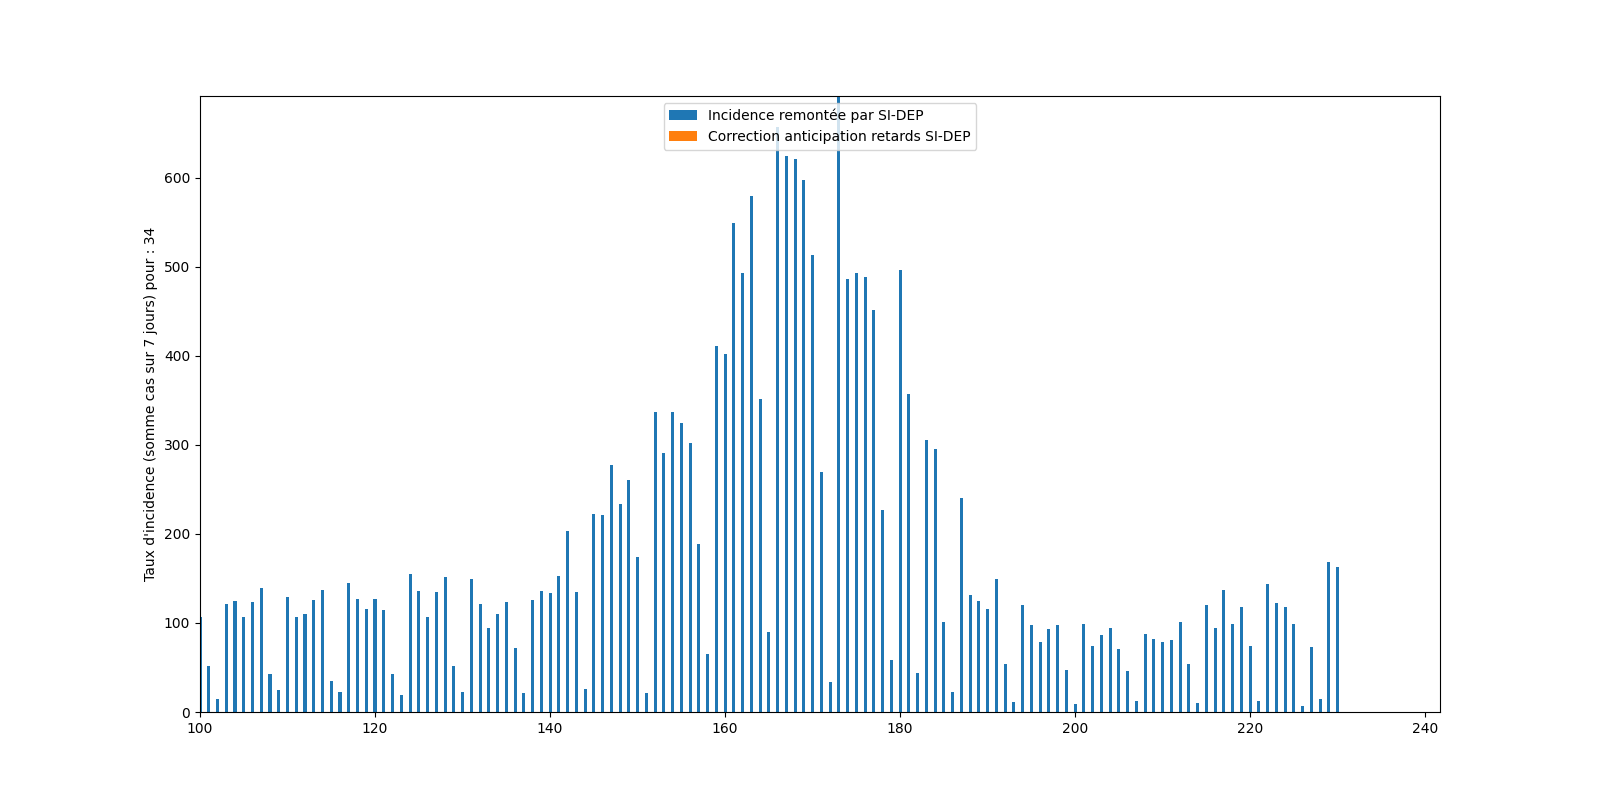 Incidence remontée par SI-DEP
Correction anticipation retards SI-DEP
Taux d'incidence (somme cas sur 7 jours) pour : 34
600
500
400
300
200
100
0
100 120 140 160 180 200 220 240